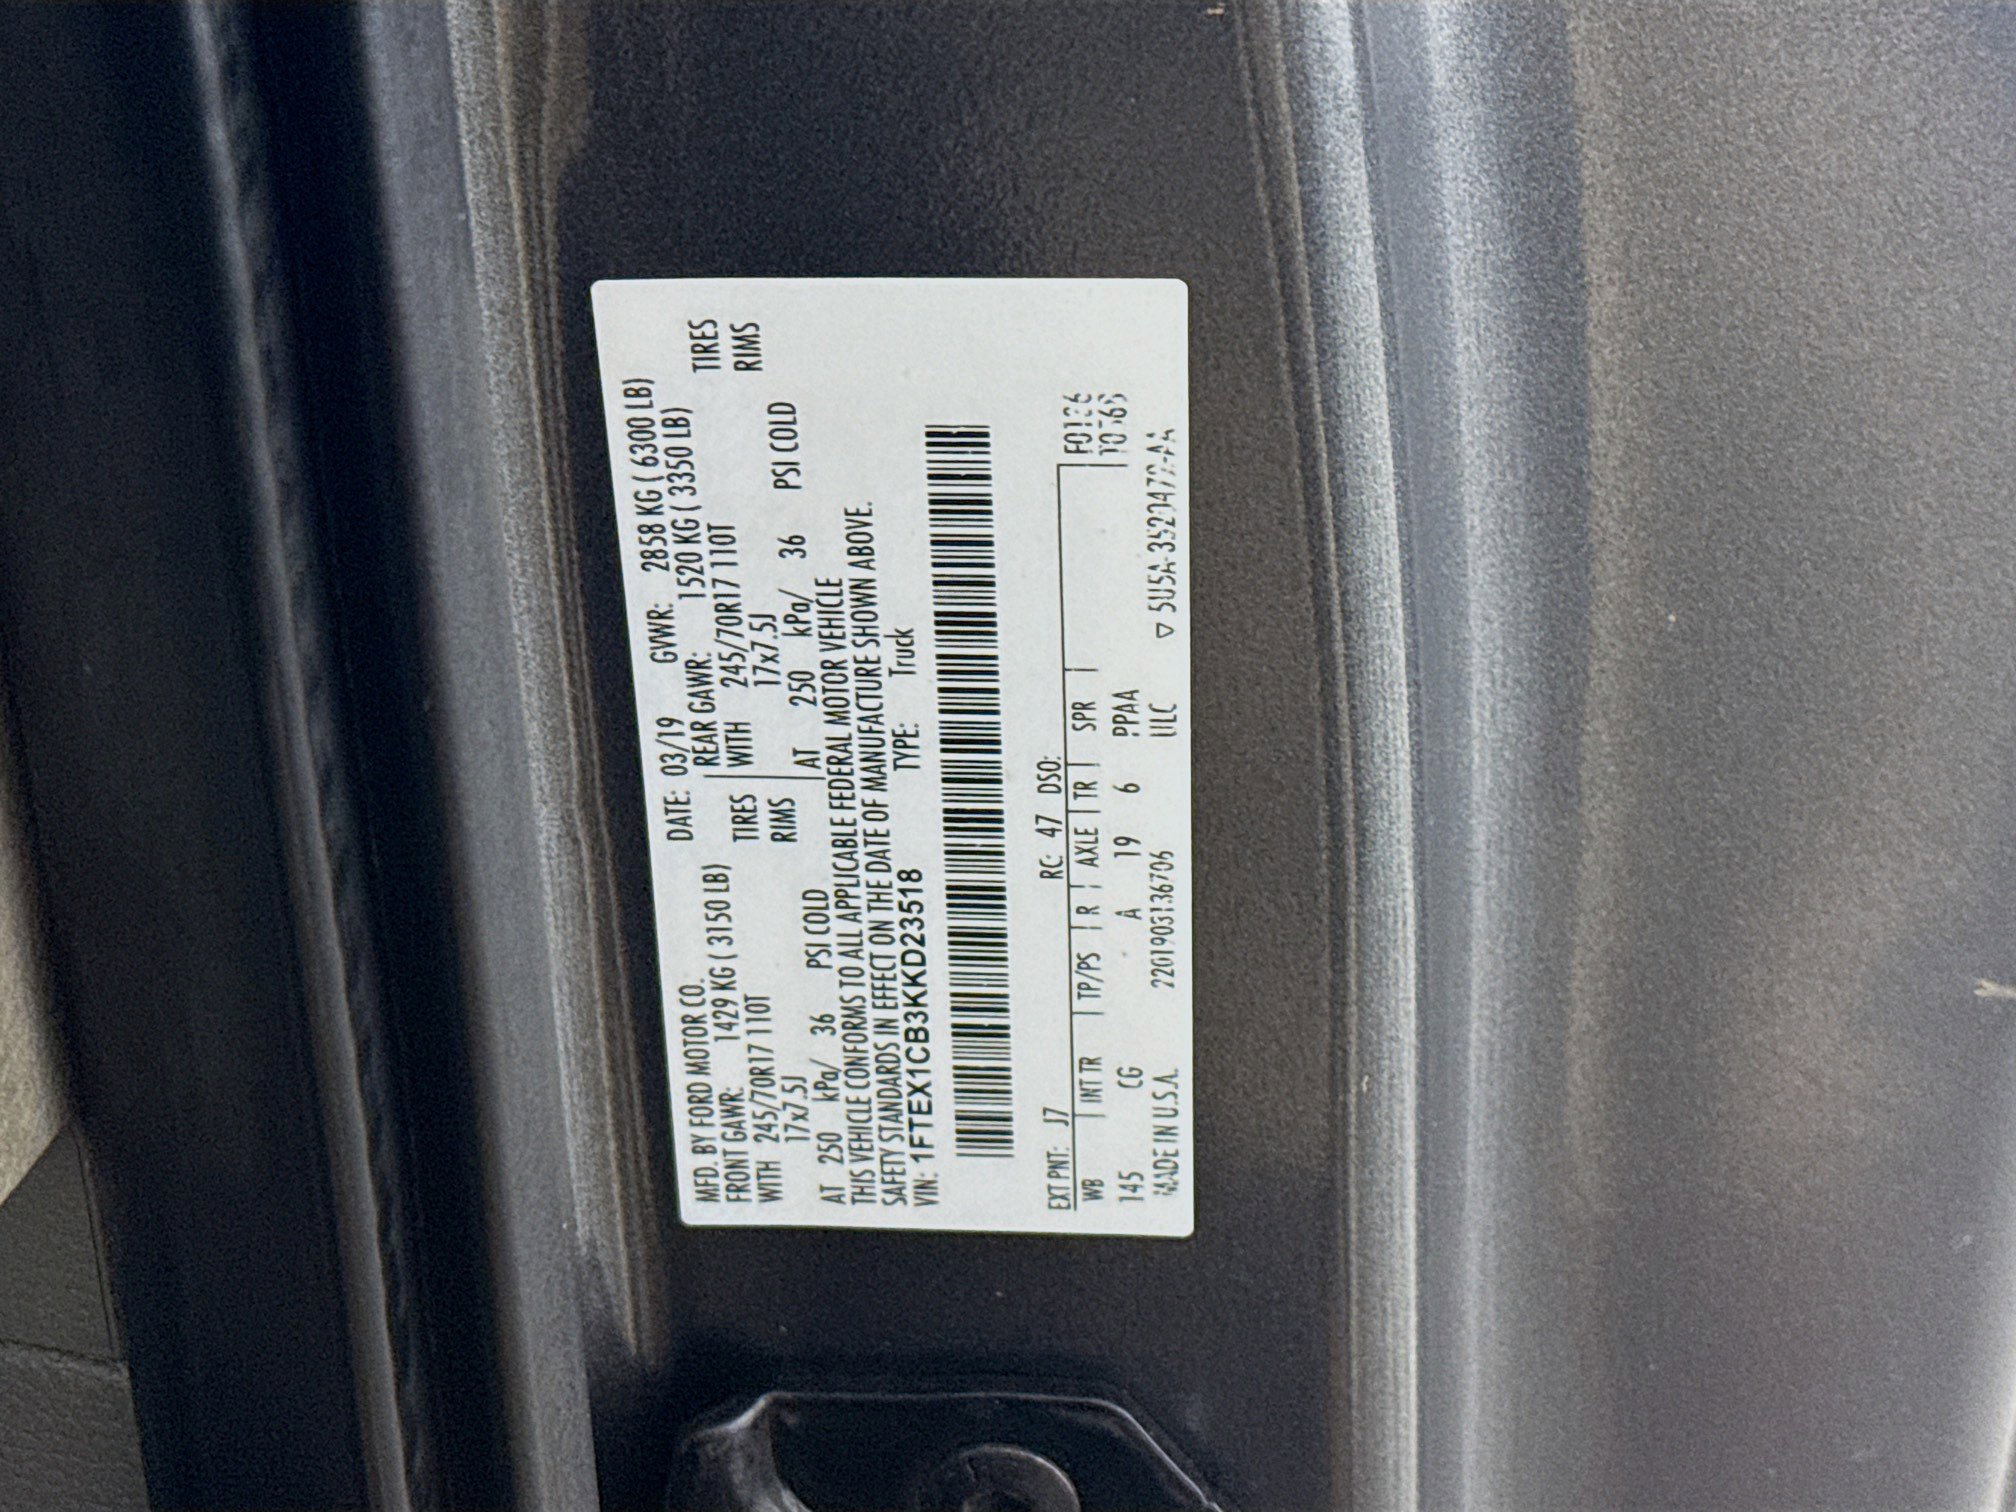 MFD. BY FORD MOTOR CO. DATE: 03/19 GVWR: 2858 KG ( 6300 LB)
FRONT GAWR: 1429 KG ( 3150 LB) REAR GAWR: 1520 KG ( 3350 LB)
WITH 245/70R17 110T TIRES WITH 245/70R17 110T TIRES
17x7.5J RIMS 17x7.5J RIMS
AT 250 kPa/ 36 PSI COLD AT 250 kPa/ 36 PSI COLD
THIS VEHICLE CONFORMS TO ALL APPLICABLE FEDERAL MOTOR VEHICLE
SAFETY STANDARDS IN EFFECT ON THE DATE OF MANUFACTURE SHOWN ABOVE.
VIN: 1FTEX1CB3KKD23518 TYPE: Truck
EXT PNT: J7 RC: 47 DSO:
WB INT TR TP/PS R AXLE TR SPR
145 CG A 19 6 PPAA
MADE IN U.S.A. 2201903136706 ULC ▽ 5U5A-3520472-AA